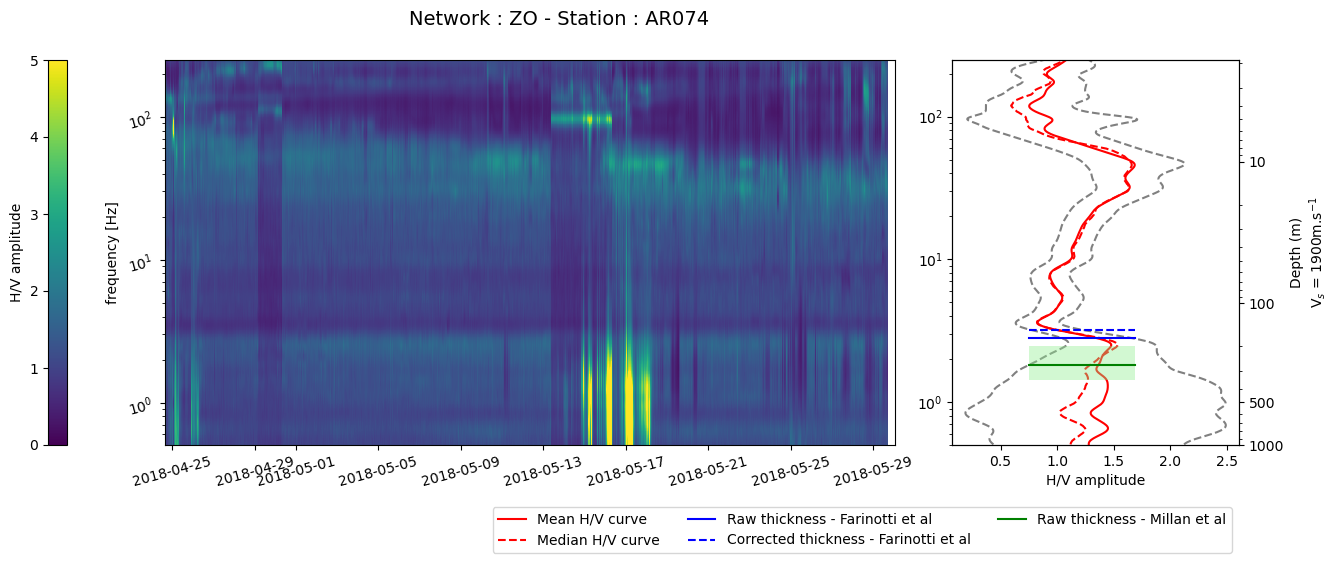 Network : ZO - Station : AR074
5
4
3
2
1
0
H/V amplitude
10²
10¹
10⁰
frequency [Hz]
2018-04-25
2018-04-29
2018-05-01
2018-05-05
2018-05-09
2018-05-13
2018-05-17
2018-05-21
2018-05-25
2018-05-29
10²
10¹
10⁰
0.5
1.0
1.5
2.0
2.5
H/V amplitude
10
100
500
1000
Depth (m)
Vₛ = 1900m.s⁻¹
Mean H/V curve
Median H/V curve
Raw thickness - Farinotti et al
Corrected thickness - Farinotti et al
Raw thickness - Millan et al